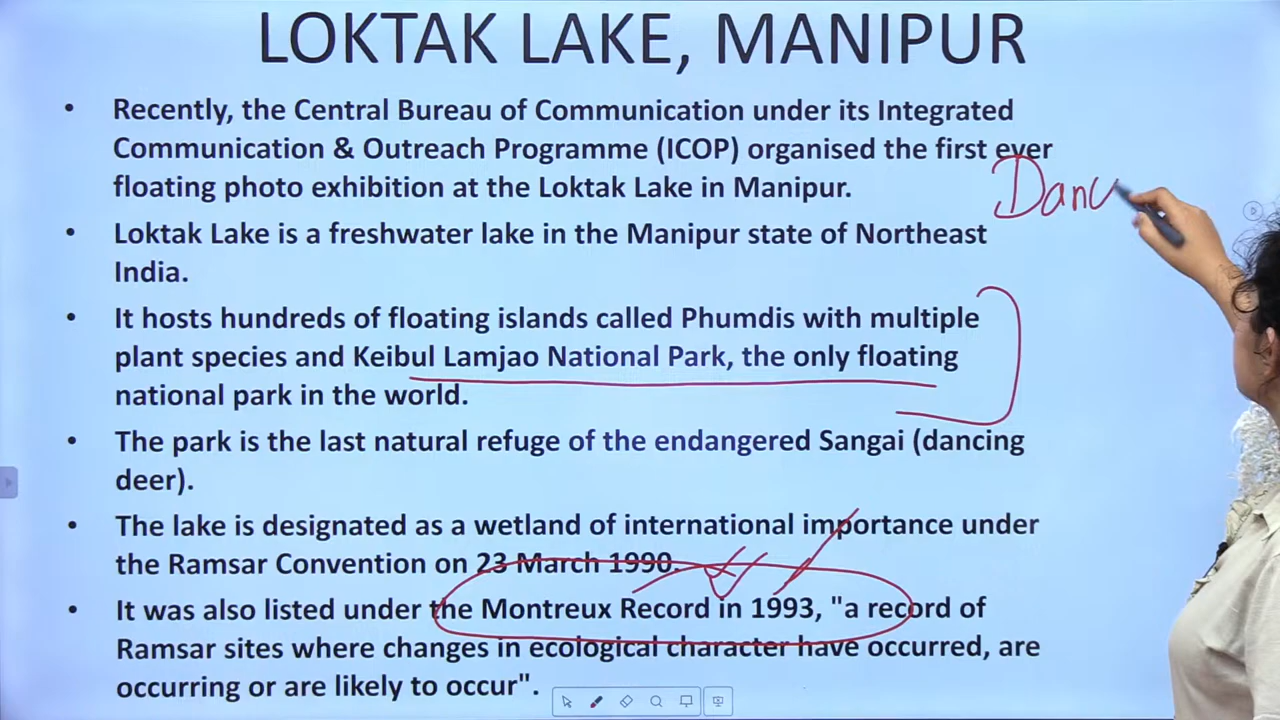 LOKTAK LAKE, MANIPUR
• Recently, the Central Bureau of Communication under its Integrated
Communication & Outreach Programme (ICOP) organised the first ever
floating photo exhibition at the Loktak Lake in Manipur.
Danc
• Loktak Lake is a freshwater lake in the Manipur state of Northeast
India.
• It hosts hundreds of floating islands called Phumdis with multiple
plant species and Keibul Lamjao National Park, the only floating
national park in the world.
• The park is the last natural refuge of the endangered Sangai (dancing
deer).
• The lake is designated as a wetland of international importance under
the Ramsar Convention on 23 March 1990.
• It was also listed under the Montreux Record in 1993, "a record of
Ramsar sites where changes in ecological character have occurred, are
occurring or are likely to occur".